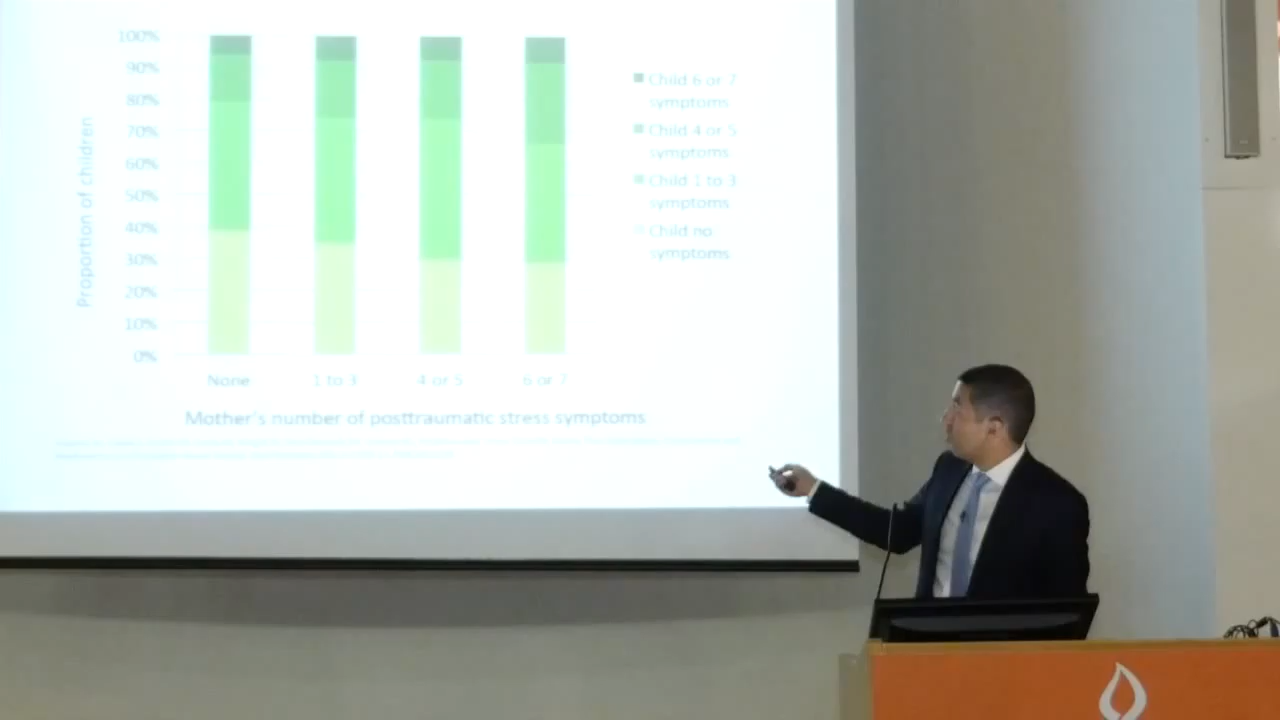 100%
90%
80%
70%
60%
50%
40%
30%
20%
10%
0%
Proportion of children
None 1 to 3 4 or 5 6 or 7
Mother's number of posttraumatic stress symptoms
Child 6 or 7
symptoms
Child 4 or 5
symptoms
Child 1 to 3
symptoms
Child no
symptoms